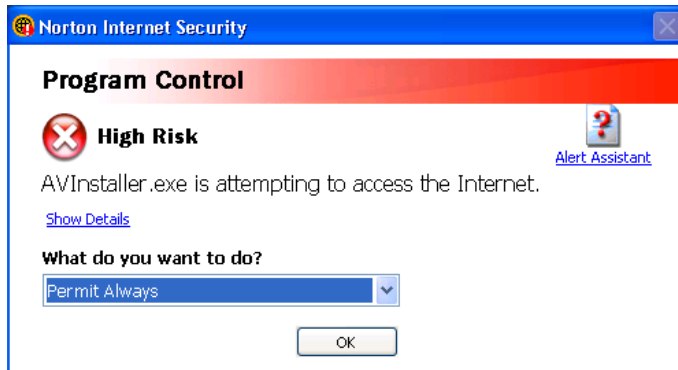 Norton Internet Security
Program Control
High Risk
Alert Assistant
AVInstaller.exe is attempting to access the Internet.
Show Details
What do you want to do?
Permit Always
OK